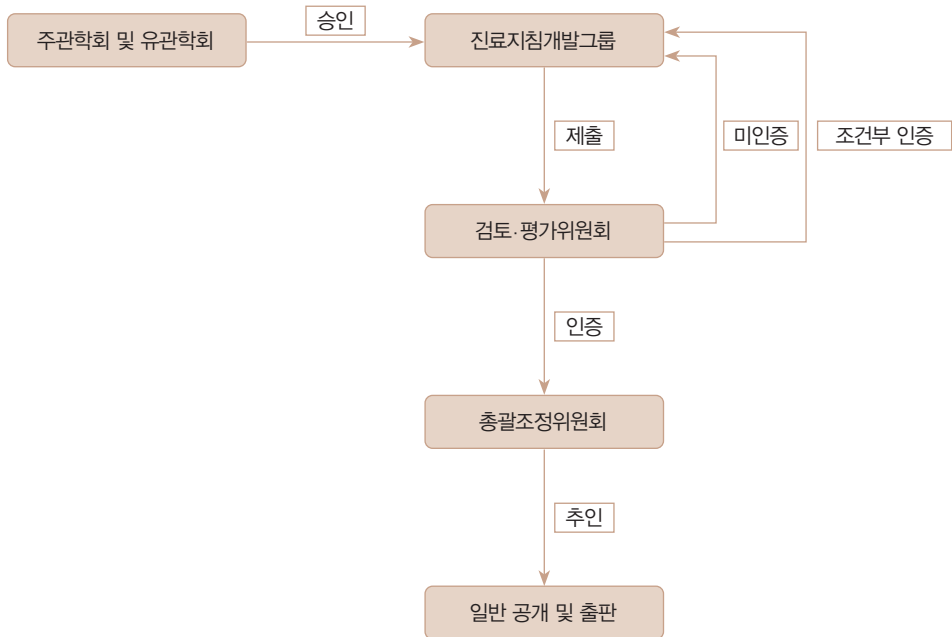 승인
주관학회 및 유관학회
진료지침개발그룹
제출
미인증
조건부 인증
검토·평가위원회
인증
총괄조정위원회
추인
일반 공개 및 출판